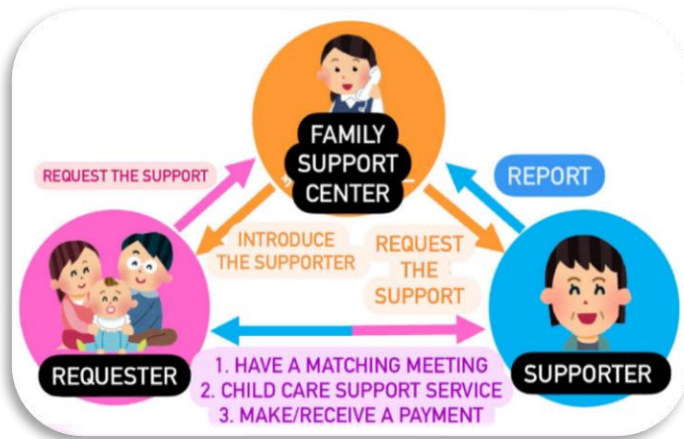 FAMILY
SUPPORT
CENTER
REQUEST THE SUPPORT
REPORT
INTRODUCE
THE SUPPORTER
REQUEST
THE
SUPPORT
REQUESTER
SUPPORTER
1. HAVE A MATCHING MEETING
2. CHILD CARE SUPPORT SERVICE
3. MAKE/RECEIVE A PAYMENT